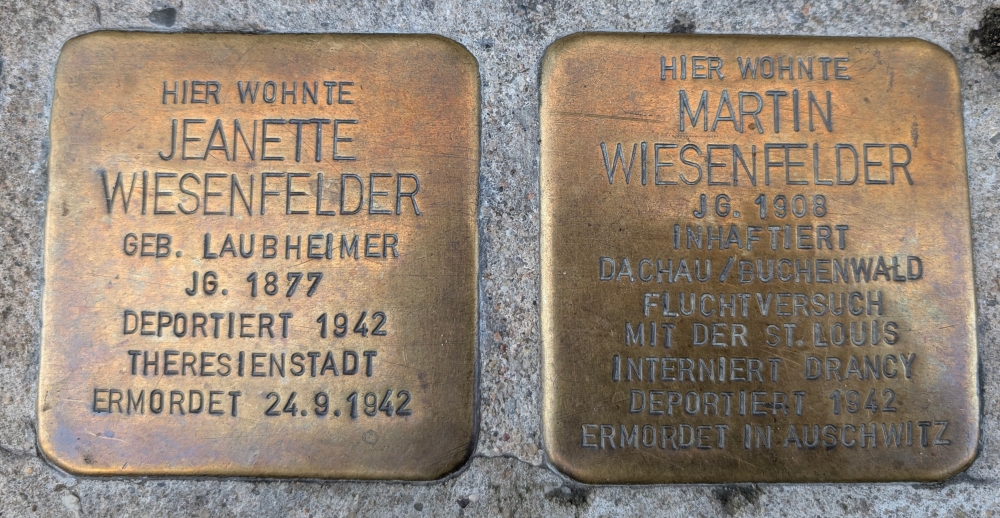 HIER WOHNTE
JEANETTE
WIESENFELDER
GEB. LAUBHEIMER
JG. 1877
DEPORTIERT 1942
THERESIENSTADT
ERMORDET 24.9.1942
HIER WOHNTE
MARTIN
WIESENFELDER
JG. 1908
INHAFTIERT
DACHAU/BUCHENWALD
FLUCHTVERSUCH
MIT DER ST. LOUIS
INTERNIERT DRANCY
DEPORTIERT 1942
ERMORDET IN AUSCHWITZ